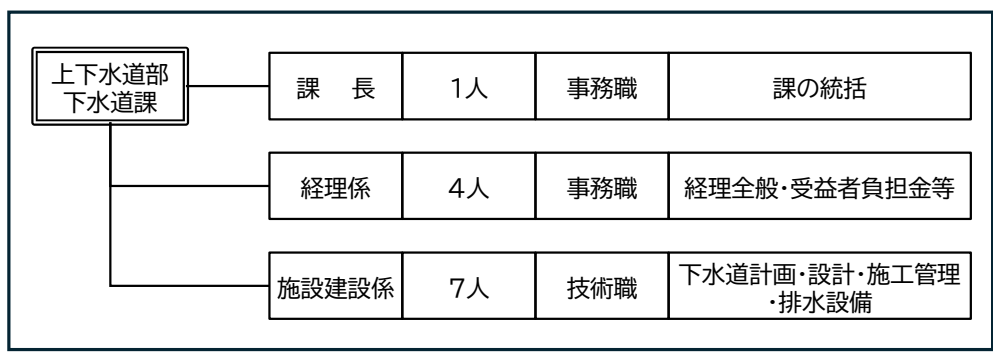 上下水道部
下水道課
課　長　1人　事務職　課の統括
経理係　4人　事務職　経理全般・受益者負担金等
施設建設係　7人　技術職　下水道計画・設計・施工管理
・排水設備